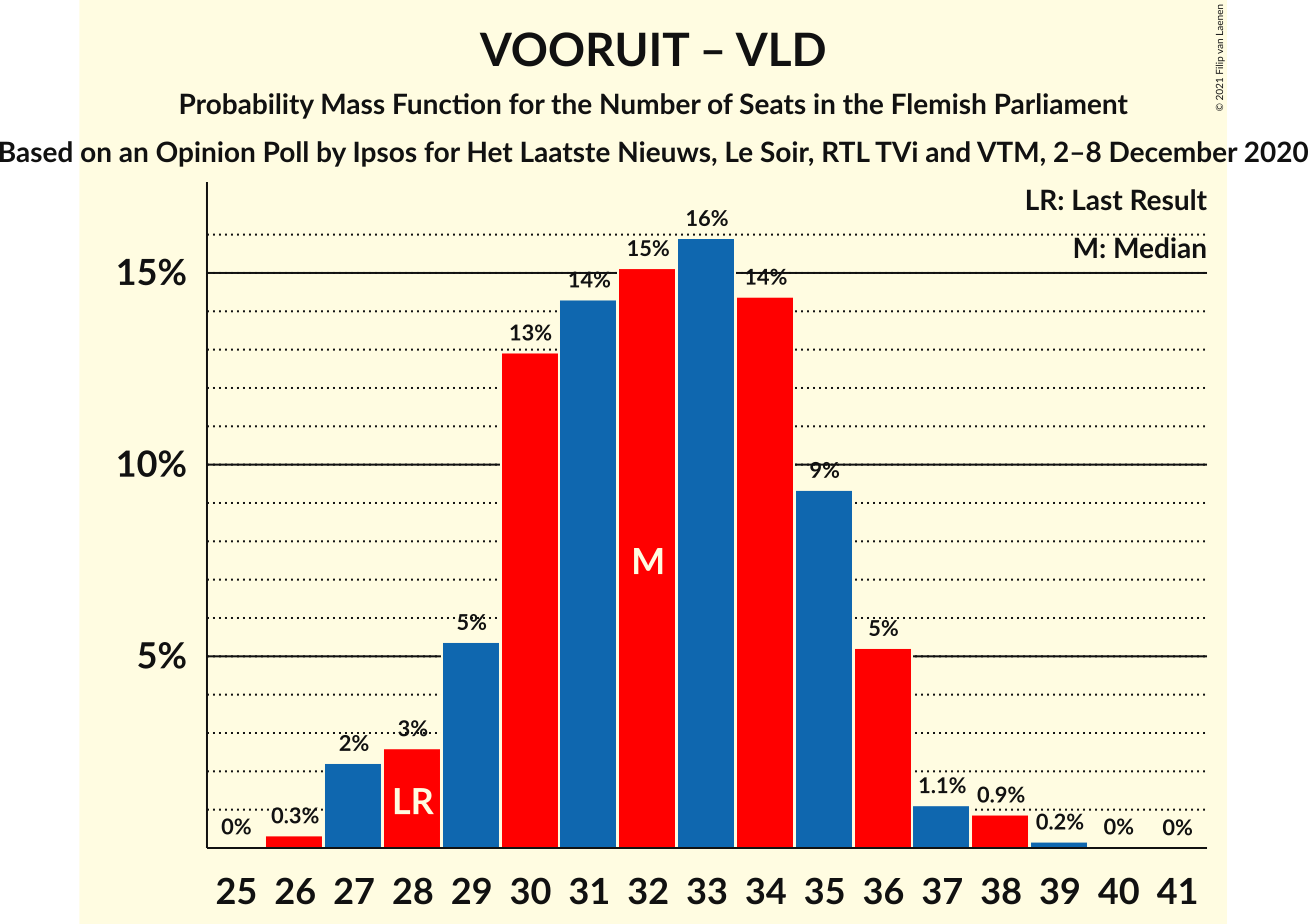 VOORUIT – VLD
Probability Mass Function for the Number of Seats in the Flemish Parliament
Based on an Opinion Poll by Ipsos for Het Laatste Nieuws, Le Soir, RTL TVi and VTM, 2–8 December 2020
© 2021 Filip van Laenen
LR: Last Result
M: Median
15%
10%
5%
0%
0.3%
2%
3%
5%
13%
14%
15%
16%
14%
9%
5%
1.1%
0.9%
0.2%
0%
0%
LR
M
25 26 27 28 29 30 31 32 33 34 35 36 37 38 39 40 41